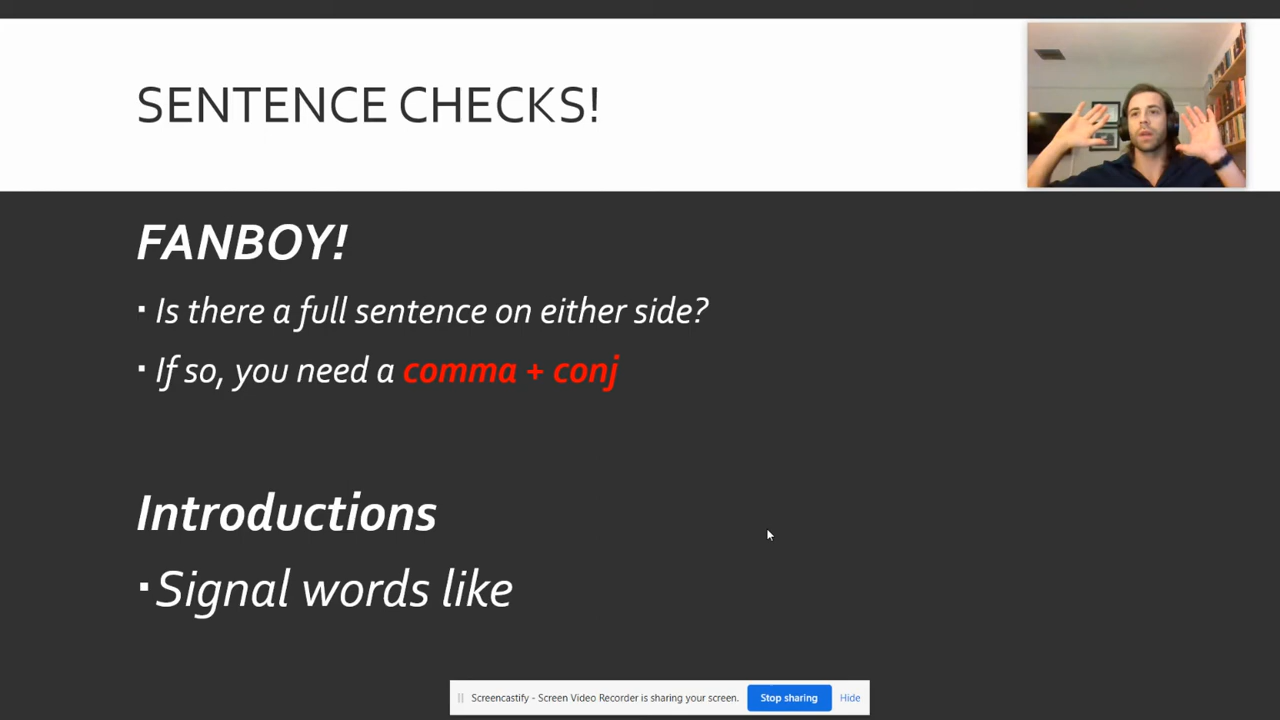 SENTENCE CHECKS!
FANBOY!
▪ Is there a full sentence on either side?
▪ If so, you need a comma + conj
Introductions
▪ Signal words like
Screencastify - Screen Video Recorder is sharing your screen. Stop sharing Hide